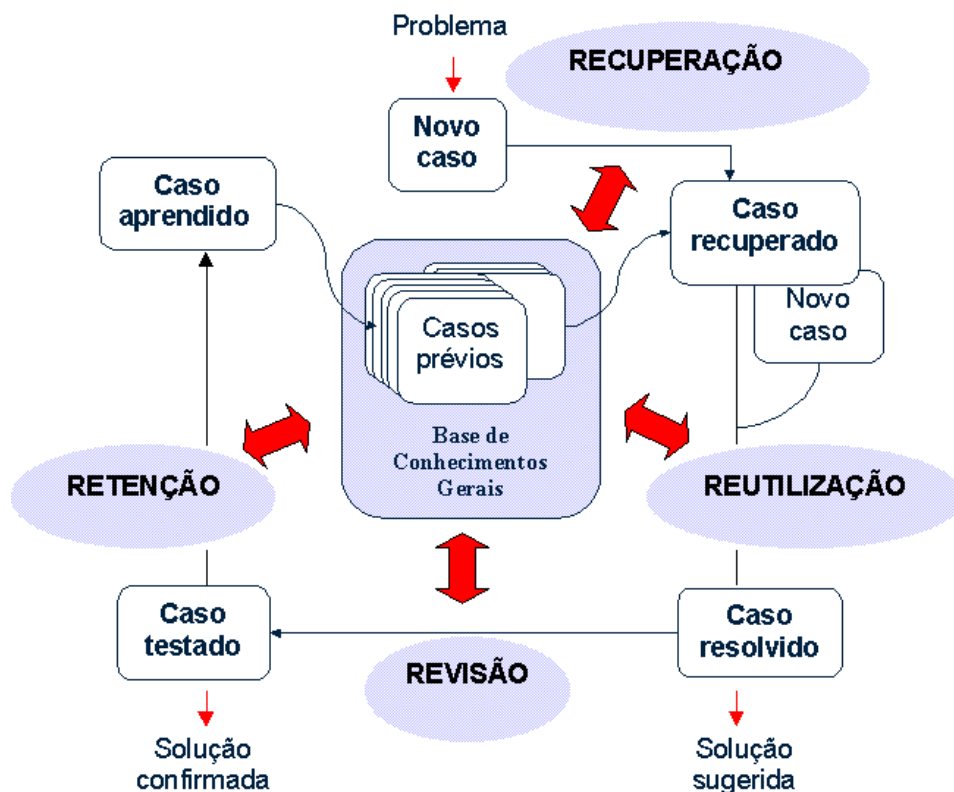 Problema
RECUPERAÇÃO
Novo
caso
Caso
aprendido
Caso
recuperado
Novo
caso
Casos
prévios
Base de
Conhecimentos
Gerais
RETENÇÃO
REUTILIZAÇÃO
Caso
testado
Caso
resolvido
REVISÃO
Solução
confirmada
Solução
sugerida